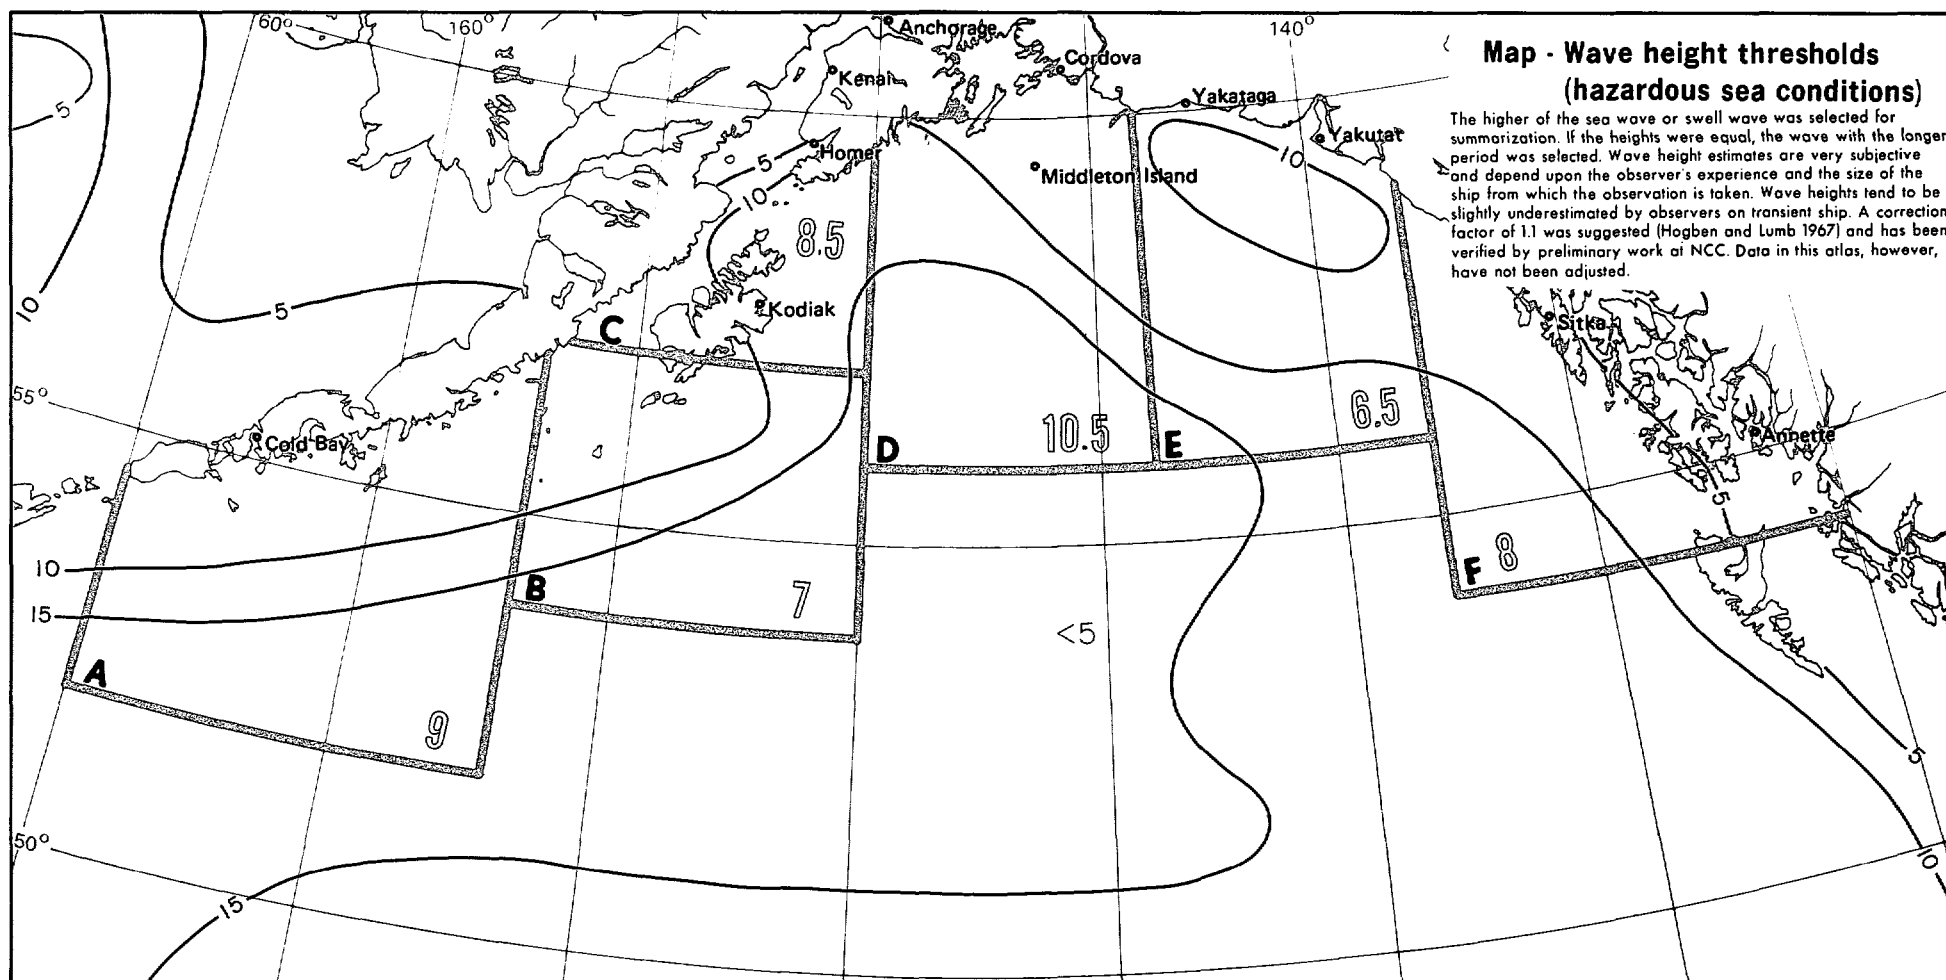 60°
160°
Anchorage
140°
Map - Wave height thresholds
(hazardous sea conditions)
The higher of the sea wave or swell wave was selected for
summarization. If the heights were equal, the wave with the longer
period was selected. Wave height estimates are very subjective
and depend upon the observer's experience and the size of the
ship from which the observation is taken. Wave heights tend to be
slightly underestimated by observers on transient ship. A correction
factor of 1.1 was suggested (Hogben and Lumb 1967) and has been
verified by preliminary work at NCC. Data in this atlas, however,
have not been adjusted.
Cordova
Kenai
Yakataga
5
Yakutat
Homer
5
10
Middleton Island
10
8.5
10
5
Kodiak
C
Sitka
55°
Cold Bay
D
10.5
E
6.5
Annette
5
10
15
B
7
F
8
<5
A
9
5
50°
15
10